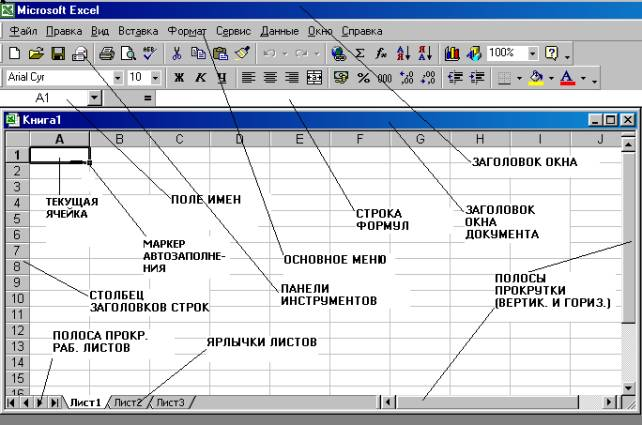 Microsoft Excel
Файл Правка Вид Вставка Формат Сервис Данные Окно Справка
100%
Arial Cyr 10 Ж К Ч % 000
A1 =
Книга1
A B C D E F G H I J
1
2
3
4
5
6
7
8
9
10
11
12
13
14
15
16
ЗАГОЛОВОК ОКНА
ТЕКУЩАЯ
ЯЧЕЙКА
ПОЛЕ ИМЕН
СТРОКА
ФОРМУЛ
ЗАГОЛОВОК
ОКНА
ДОКУМЕНТА
МАРКЕР
АВТОЗАПОЛНЕ-
НИЯ
ОСНОВНОЕ МЕНЮ
ПАНЕЛИ
ИНСТРУМЕНТОВ
ПОЛОСЫ
ПРОКРУТКИ
(ВЕРТИК. И ГОРИЗ.)
СТОЛБЕЦ
ЗАГОЛОВКОВ СТРОК
ПОЛОСА ПРОКР.
РАБ. ЛИСТОВ
ЯРЛЫЧКИ ЛИСТОВ
Лист1 Лист2 Лист3